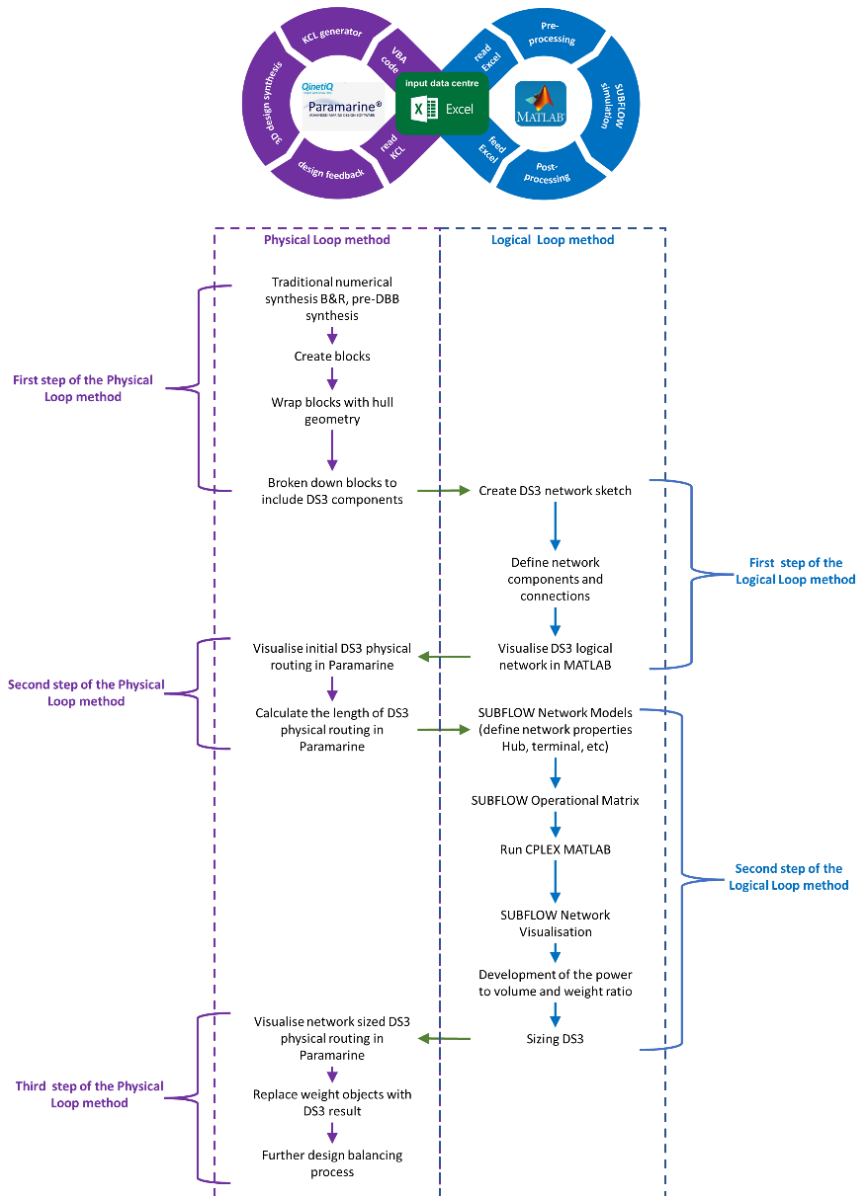 KCL generator
VBA
code
read
Excel
Pre-
processing
3D design synthesis
QinetiQ
Paramarine®
input data centre
Excel
MATLAB®
SUBFLOW
simulation
design feedback
read
KCL
feed
Excel
Post-
processing
Physical Loop method
Logical Loop method
Traditional numerical
synthesis B&R, pre-DBB
synthesis
Create blocks
First step of the Physical
Loop method
Wrap blocks with hull
geometry
Broken down blocks to
include DS3 components
Create DS3 network sketch
Define network
components and
connections
First step of the
Logical Loop method
Visualise initial DS3 physical
routing in Paramarine
Visualise DS3 logical
network in MATLAB
Second step of the Physical
Loop method
Calculate the length of DS3
physical routing in
Paramarine
SUBFLOW Network Models
(define network properties
Hub, terminal, etc)
SUBFLOW Operational Matrix
Run CPLEX MATLAB
Second step of the
Logical Loop method
SUBFLOW Network
Visualisation
Development of the power
to volume and weight ratio
Visualise network sized DS3
physical routing in
Paramarine
Sizing DS3
Third step of the Physical
Loop method
Replace weight objects with
DS3 result
Further design balancing
process